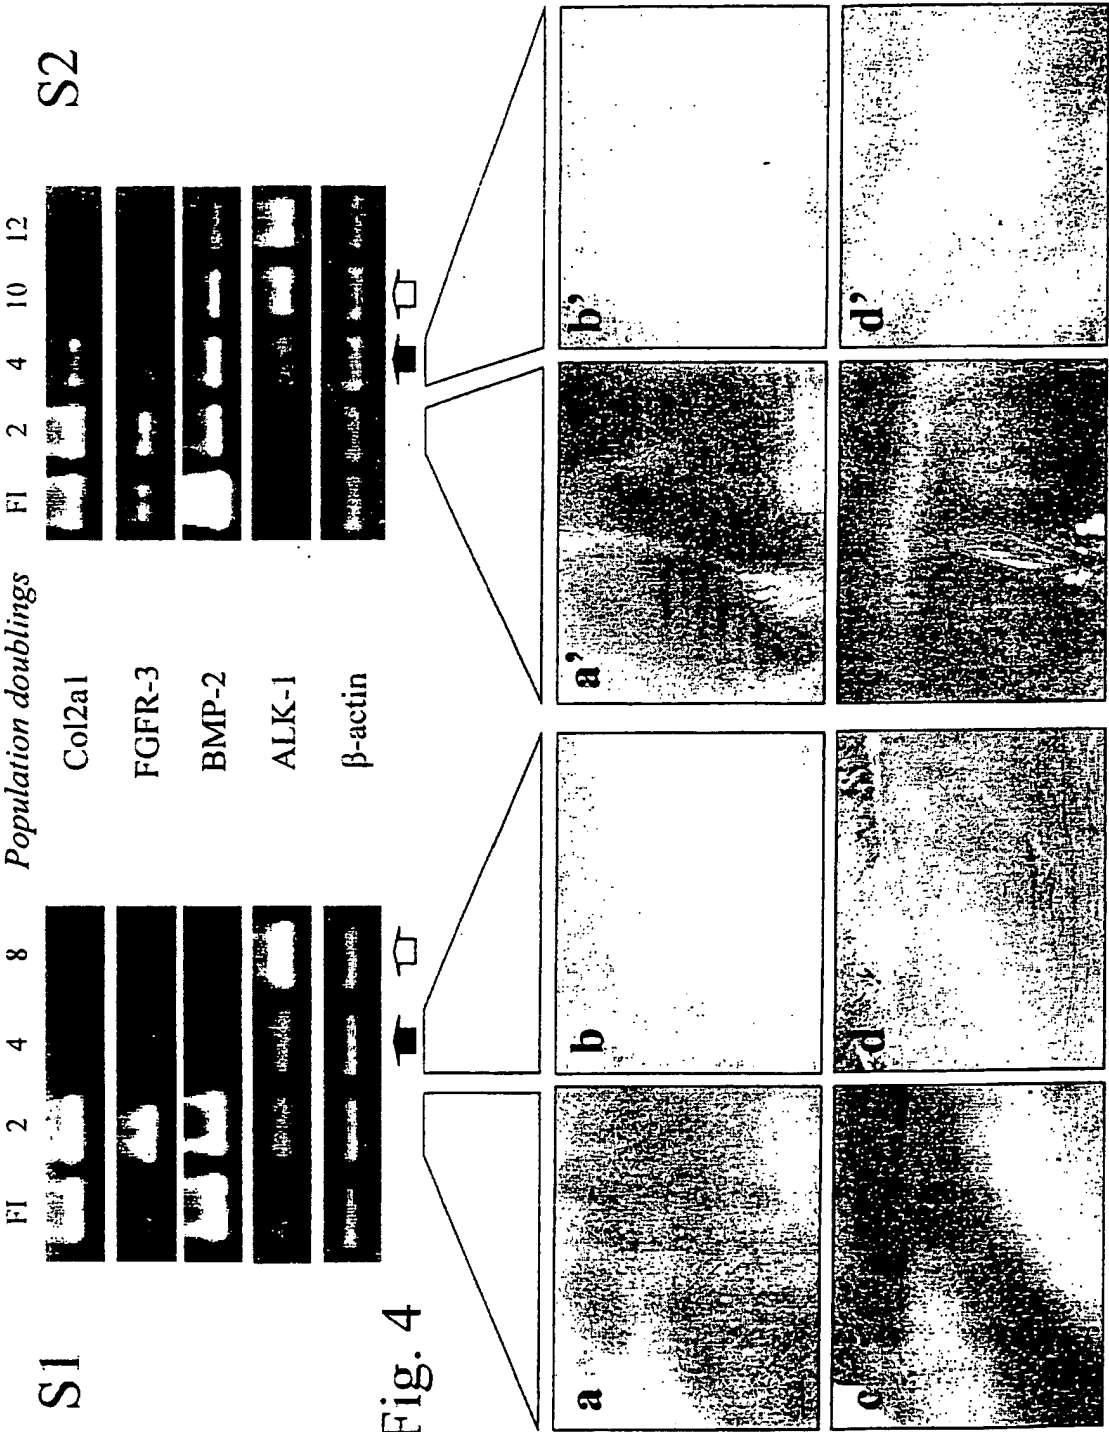 S1
S2
Population doublings
FI 2 4 8
FI 2 4 10 12
Col2a1
FGFR-3
BMP-2
ALK-1
β-actin
Fig. 4
a
b
a'
b'
c
d
d'